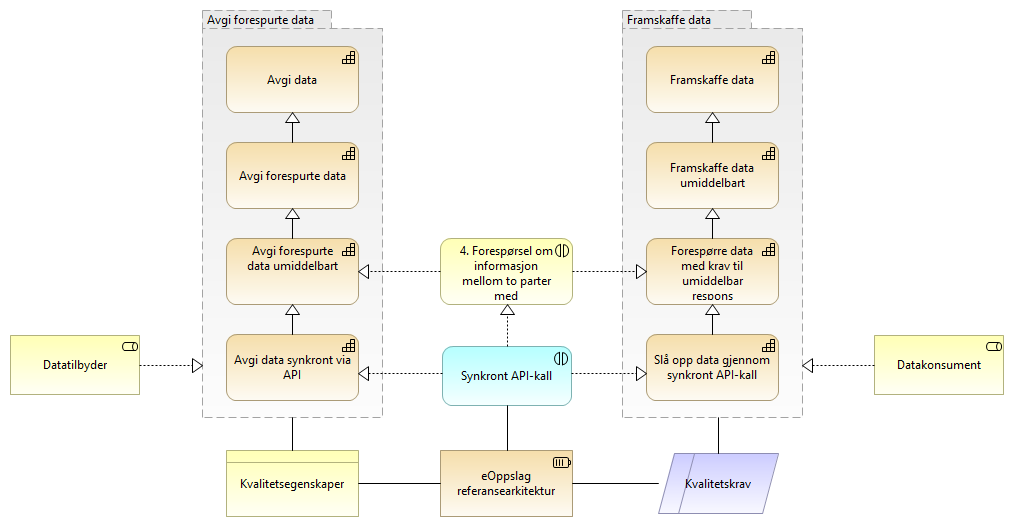 Avgi forespurte data
Framskaffe data
Avgi data
Framskaffe data
Avgi forespurte data
Framskaffe data
umiddelbart
Avgi forespurte
data umiddelbart
4. Forespørsel om
informasjon
mellom to parter
med
Forespørre data
med krav til
umiddelbar
respons
Datatilbyder
Avgi data synkront via
API
Synkront API-kall
Slå opp data gjennom
synkront API-kall
Datakonsument
Kvalitetsegenskaper
eOppslag
referansearkitektur
Kvalitetskrav